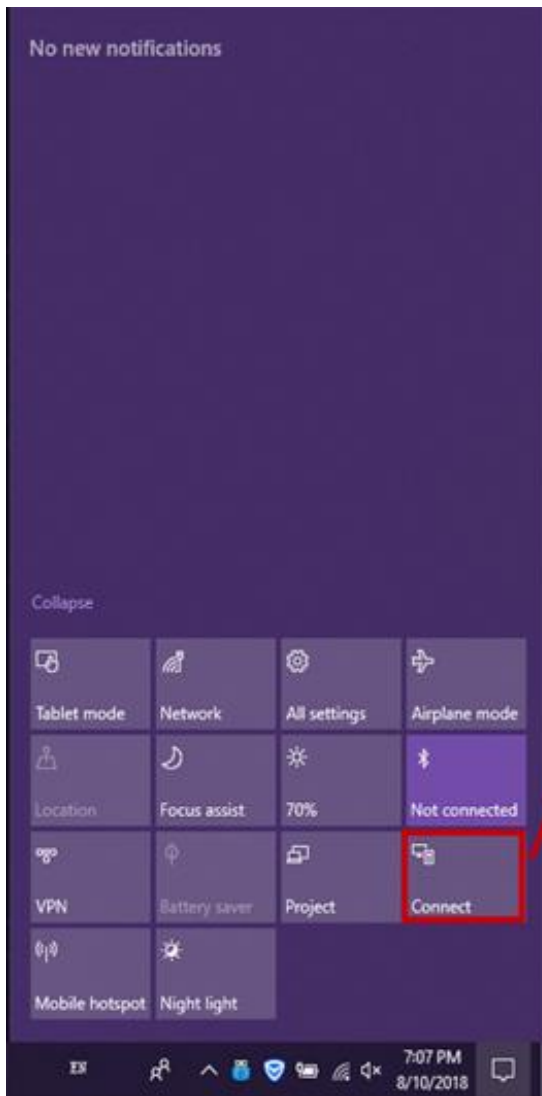 No new notifications
Collapse
Tablet mode
Network
All settings
Airplane mode
Location
Focus assist
70%
Not connected
VPN
Battery saver
Project
Connect
Mobile hotspot
Night light
EN
7:07 PM
8/10/2018